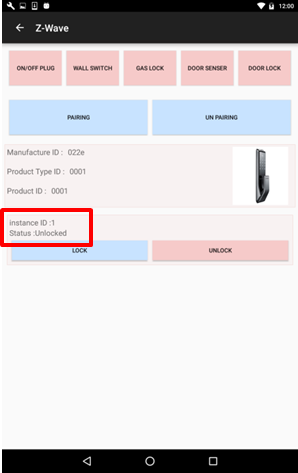 12:00
Z-Wave
ON/OFF PLUG
WALL SWITCH
GAS LOCK
DOOR SENSER
DOOR LOCK
PAIRING
UN PAIRING
Manufacture ID : 022e
Product Type ID : 0001
Product ID : 0001
instance ID :1
Status :Unlocked
LOCK
UNLOCK